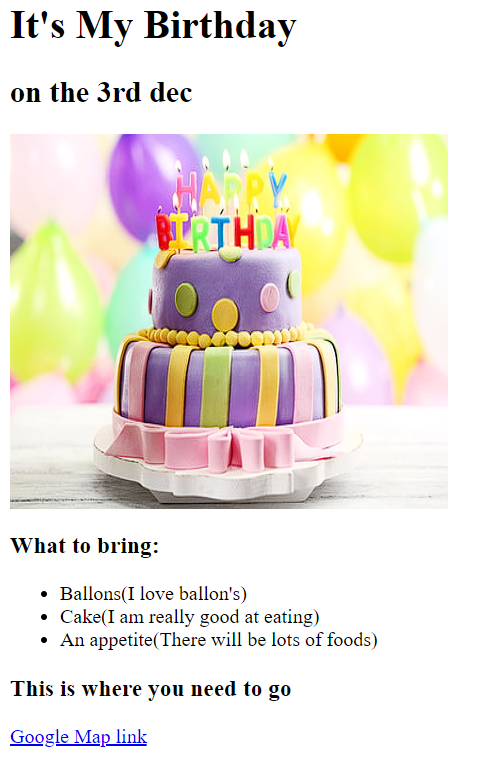 It's My Birthday
on the 3rd dec
HAPPY
BIRTHDAY
What to bring:
Ballons(I love ballon's)
Cake(I am really good at eating)
An appetite(There will be lots of foods)
This is where you need to go
Google Map link